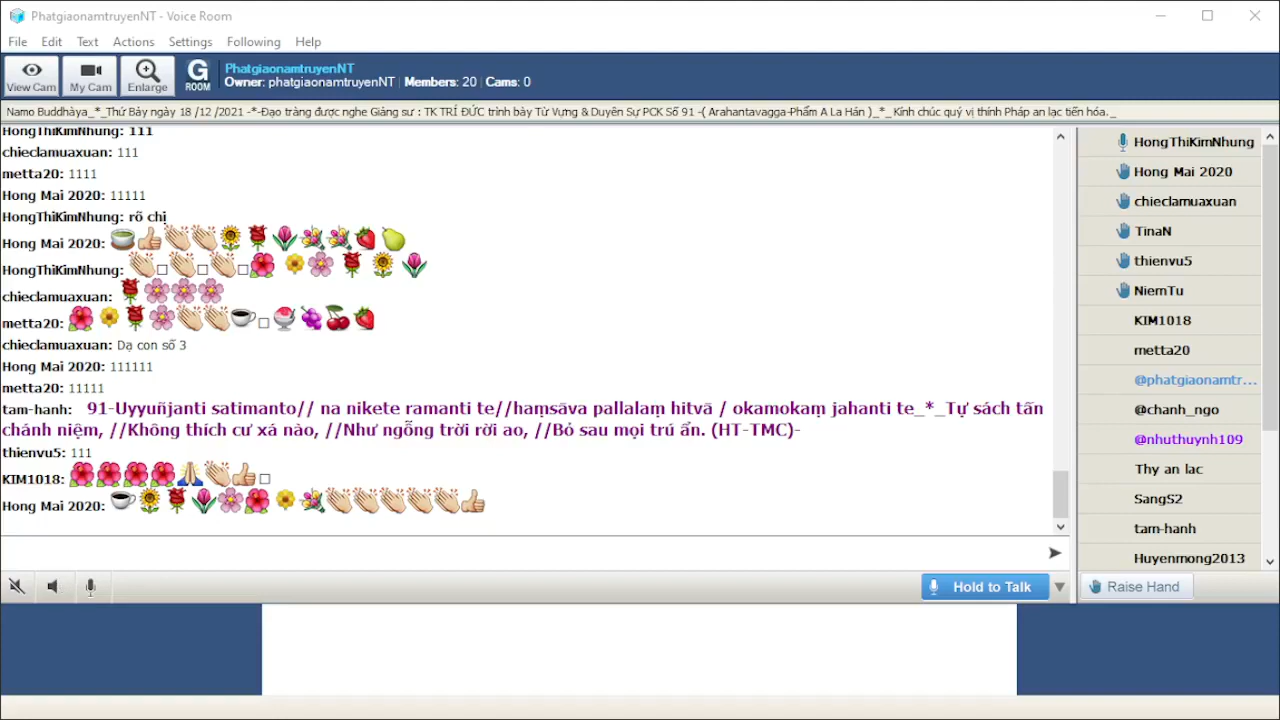 PhatgiaonamtruyenNT - Voice Room
File Edit Text Actions Settings Following Help
View Cam My Cam Enlarge G ROOM
PhatgiaonamtruyenNT
Owner: phatgiaonamtruyenNT | Members: 20 | Cams: 0
Namo Buddhàya_*_Thứ Bảy ngày 18 /12 /2021 -*-Đạo tràng được nghe Giảng sư : TK TRÍ ĐỨC trình bày Từ Vựng & Duyên Sự PCK Số 91 -( Arahantavagga-Phẩm A La Hán )_*_Kính chúc quý vị thính Pháp an lạc tiến hóa._
HongThiKimNhung: 111
chieclamuaxuan: 111
metta20: 1111
Hong Mai 2020: 11111
HongThiKimNhung: rõ chị
Hong Mai 2020:
HongThiKimNhung:
chieclamuaxuan:
metta20:
chieclamuaxuan: Dạ con số 3
Hong Mai 2020: 111111
metta20: 11111
tam-hanh: 91-Uyyuñjanti satimanto// na nikete ramanti te//haṃsāva pallalaṃ hitvā / okamokaṃ jahanti te_*_Tự sách tấn
chánh niệm, //Không thích cư xá nào, //Như ngỗng trời rời ao, //Bỏ sau mọi trú ẩn. (HT-TMC)-
thienvu5: 111
KIM1018:
Hong Mai 2020:
HongThiKimNhung
Hong Mai 2020
chieclamuaxuan
TinaN
thienvu5
NiemTu
KIM1018
metta20
@phatgiaonamtr...
@chanh_ngo
@nhuthuynh109
Thy an lac
SangS2
tam-hanh
Huyenmong2013
Hold to Talk
Raise Hand